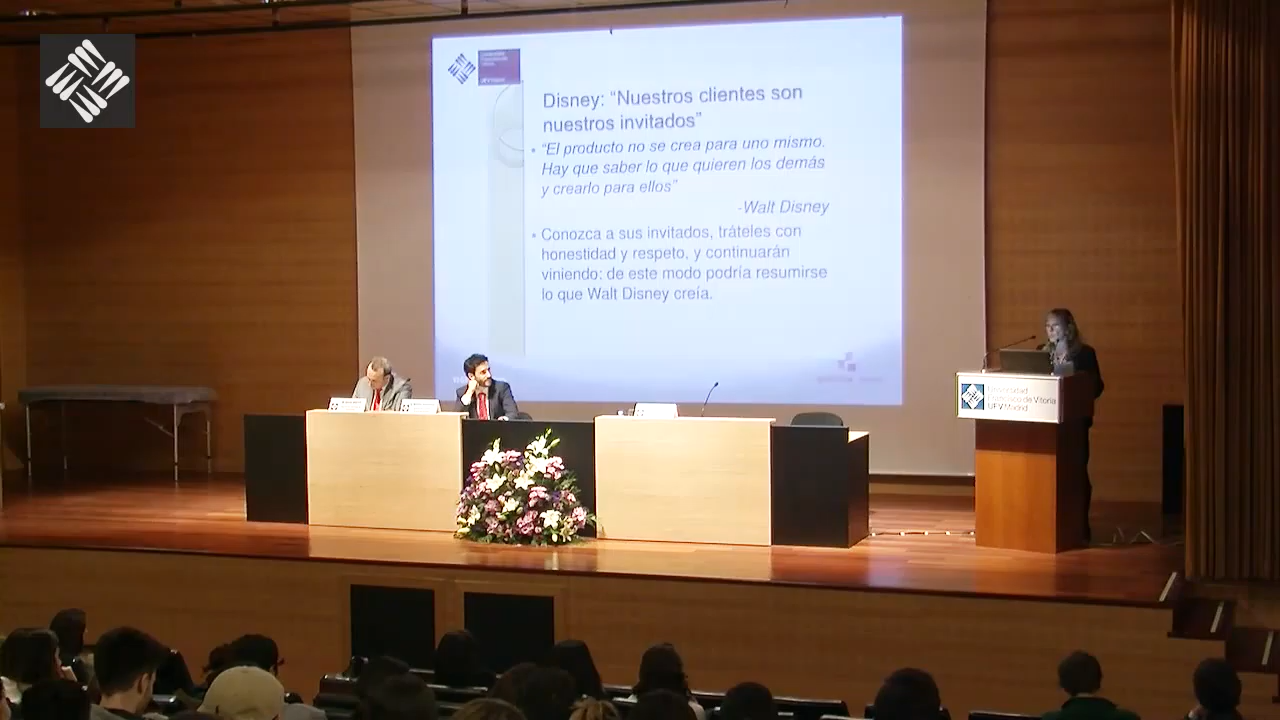 Disney: “Nuestros clientes son
nuestros invitados”
• “El producto no se crea para uno mismo.
Hay que saber lo que quieren los demás
y crearlo para ellos”
-Walt Disney
• Conozca a sus invitados, tráteles con
honestidad y respeto, y continuarán
viniendo: de este modo podría resumirse
lo que Walt Disney creía.
Universidad
Francisco de Vitoria
UFV Madrid